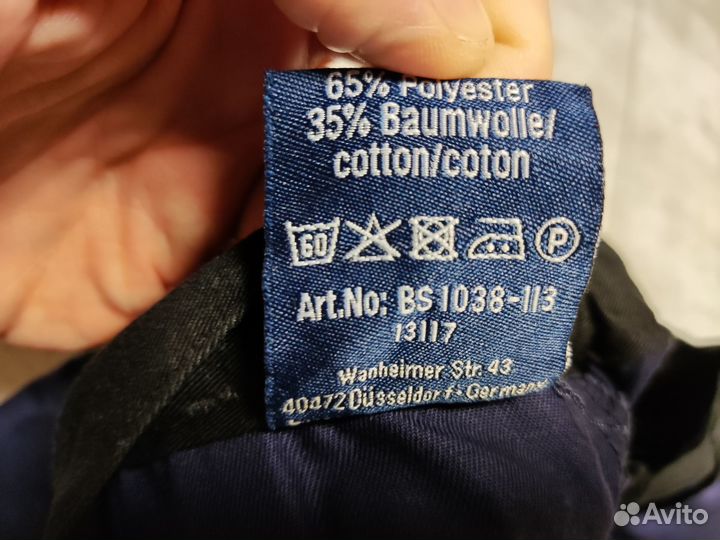 65% Polyester
35% Baumwolle/
cotton/coton
60 P
Art.No: BS 1038-113
13117
Wanheimer Str. 43
40472 Düsseldorf · Germany
Avito